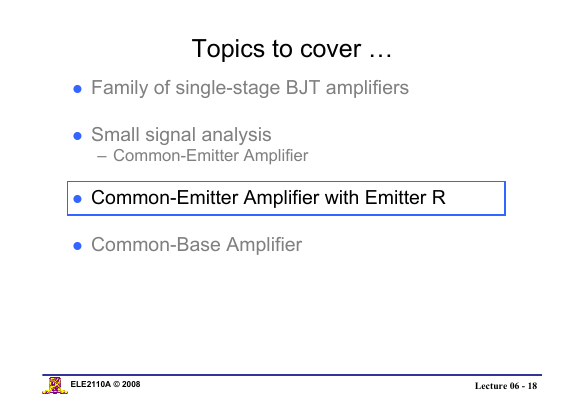 Topics to cover …
● Family of single-stage BJT amplifiers
● Small signal analysis
– Common-Emitter Amplifier
● Common-Emitter Amplifier with Emitter R
● Common-Base Amplifier
ELE2110A © 2008
Lecture 06 - 18